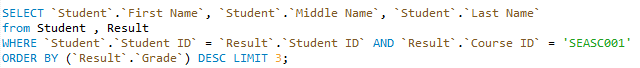 SELECT `Student`.`First Name`, `Student`.`Middle Name`, `Student`.`Last Name`
from Student , Result
WHERE `Student`.`Student ID` = `Result`.`Student ID` AND `Result`.`Course ID` = 'SEASC001'
ORDER BY (`Result`.`Grade`) DESC LIMIT 3;